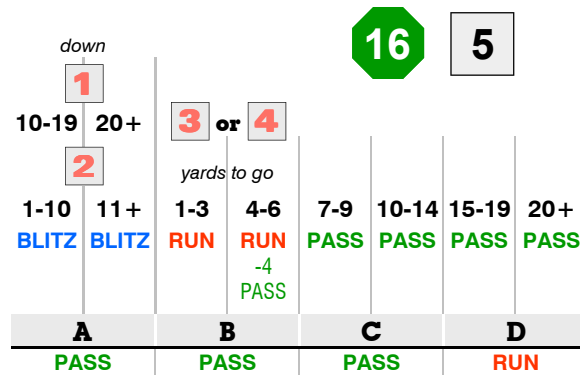 16 5
down
1
10-19 20+ 3 or 4
2 yards to go
1-10 11+ 1-3 4-6 7-9 10-14 15-19 20+
BLITZ BLITZ RUN RUN PASS PASS PASS PASS
-4
PASS
A B C D
PASS PASS PASS RUN